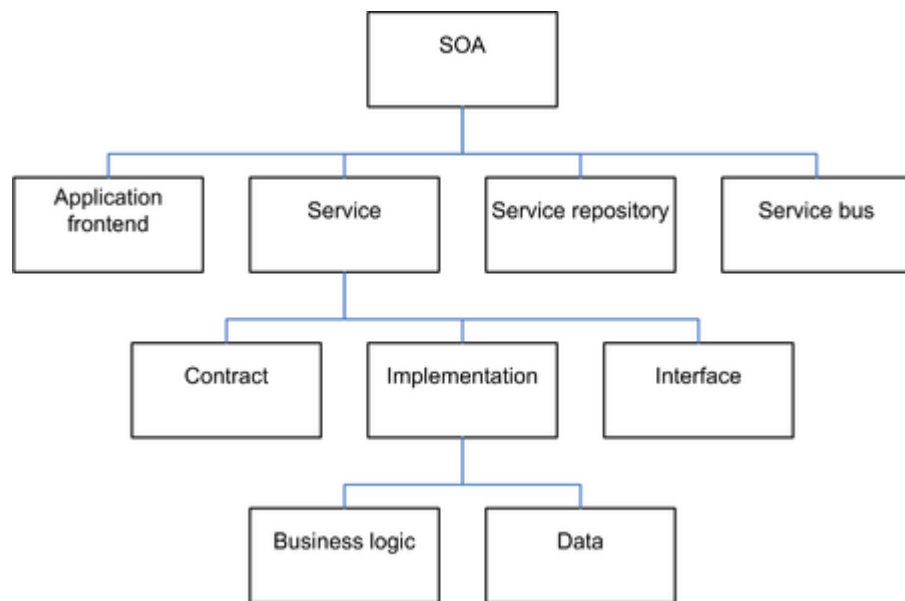 SOA
Application
frontend
Service
Service repository
Service bus
Contract
Implementation
Interface
Business logic
Data